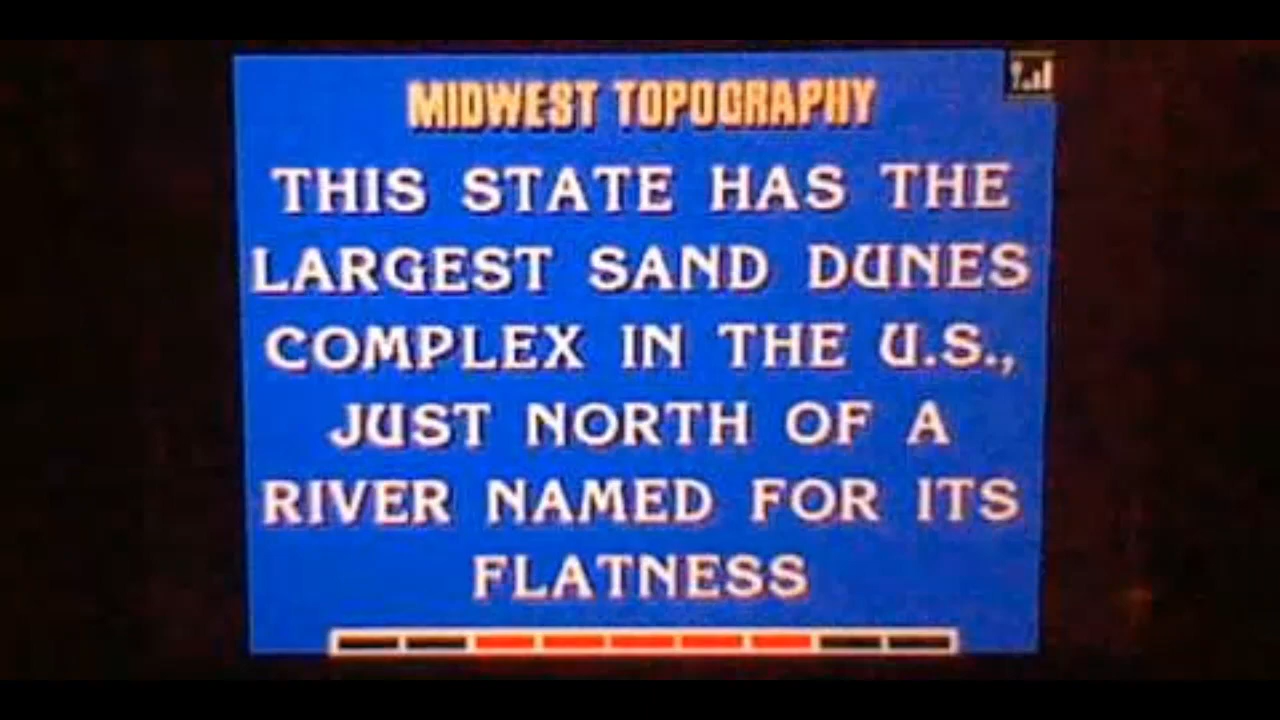 MIDWEST TOPOGRAPHY
THIS STATE HAS THE
LARGEST SAND DUNES
COMPLEX IN THE U.S.,
JUST NORTH OF A
RIVER NAMED FOR ITS
FLATNESS